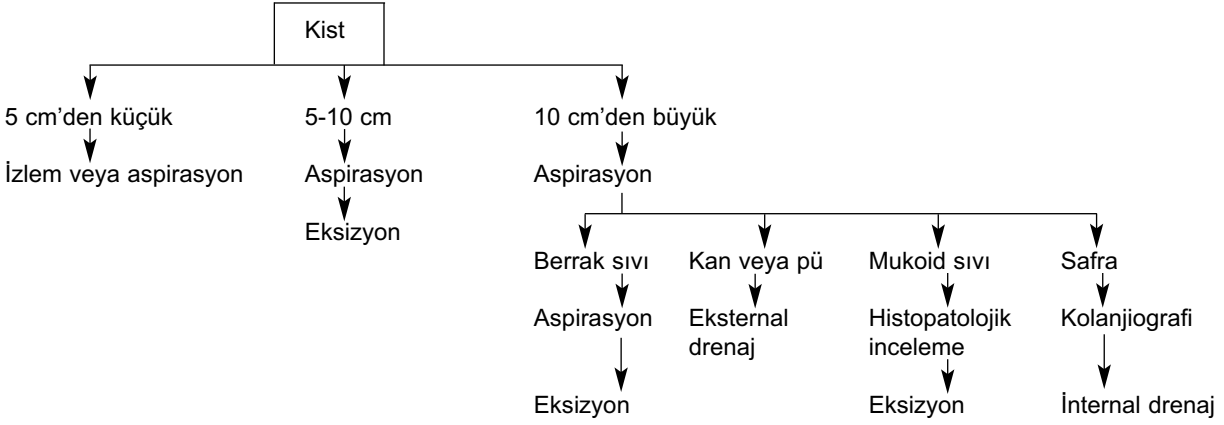 Kist
5 cm’den küçük
5-10 cm
10 cm’den büyük
İzlem veya aspirasyon
Aspirasyon
Aspirasyon
Eksizyon
Berrak sıvı
Kan veya pü
Mukoid sıvı
Safra
Aspirasyon
Eksternal
drenaj
Histopatolojik
inceleme
Kolanjiografi
Eksizyon
Eksizyon
İnternal drenaj